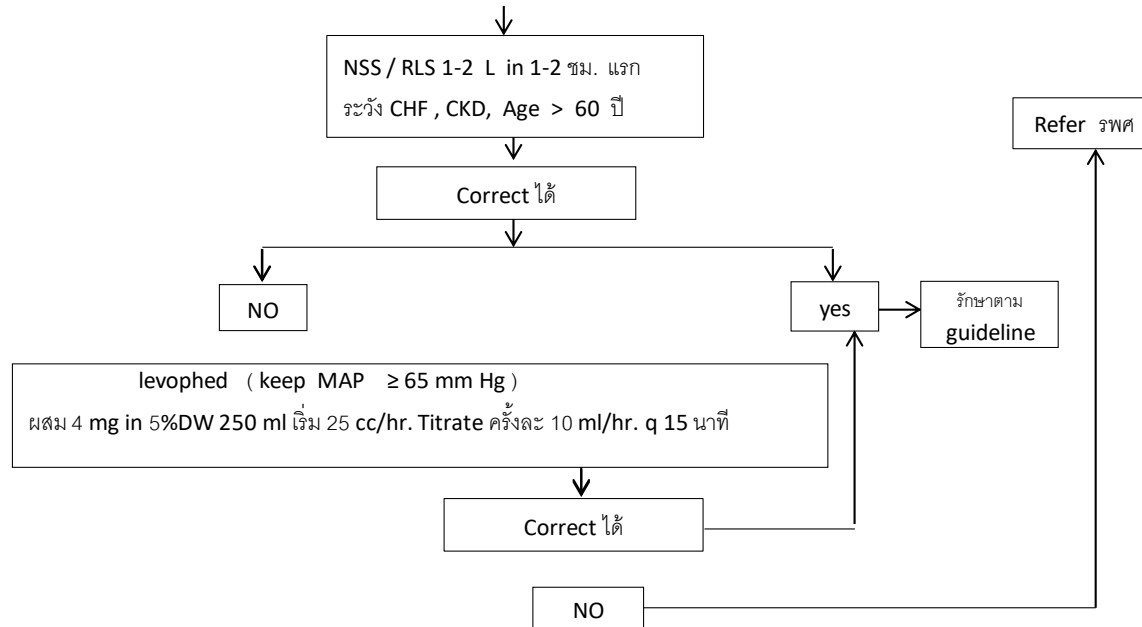 NSS / RLS 1-2 L in 1-2 ชม. แรก
ระวัง CHF , CKD, Age > 60 ปี
Refer รพศ
Correct ได้
NO
yes
รักษาตาม
guideline
levophed ( keep MAP ≥ 65 mm Hg )
ผสม 4 mg in 5%DW 250 ml เริ่ม 25 cc/hr. Titrate ครั้งละ 10 ml/hr. q 15 นาที
Correct ได้
NO